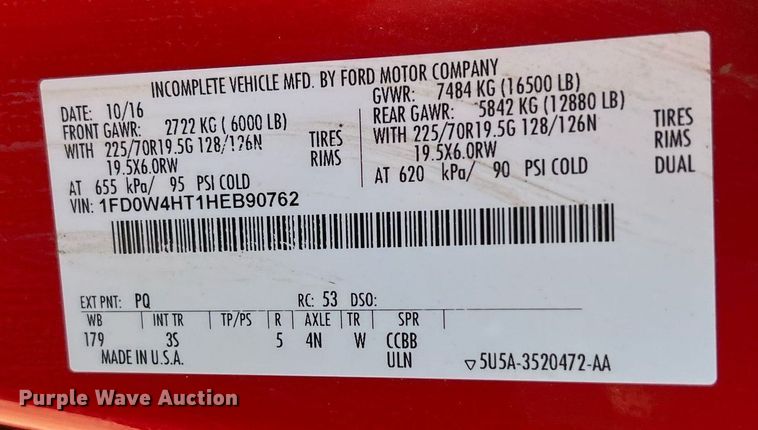 INCOMPLETE VEHICLE MFD. BY FORD MOTOR COMPANY
DATE: 10/16 GVWR: 7484 KG (16500 LB)
FRONT GAWR: 2722 KG ( 6000 LB) REAR GAWR: 5842 KG (12880 LB)
WITH 225/70R19.5G 128/126N TIRES WITH 225/70R19.5G 128/126N TIRES
19.5X6.0RW RIMS 19.5X6.0RW RIMS
AT 655 kPa/ 95 PSI COLD AT 620 kPa/ 90 PSI COLD DUAL
VIN: 1FD0W4HT1HEB90762
EXT PNT: PQ RC: 53 DSO:
WB INT TR TP/PS R AXLE TR SPR
179 3S 5 4N W CCBB
MADE IN U.S.A. ULN ▽5U5A-3520472-AA
Purple Wave Auction